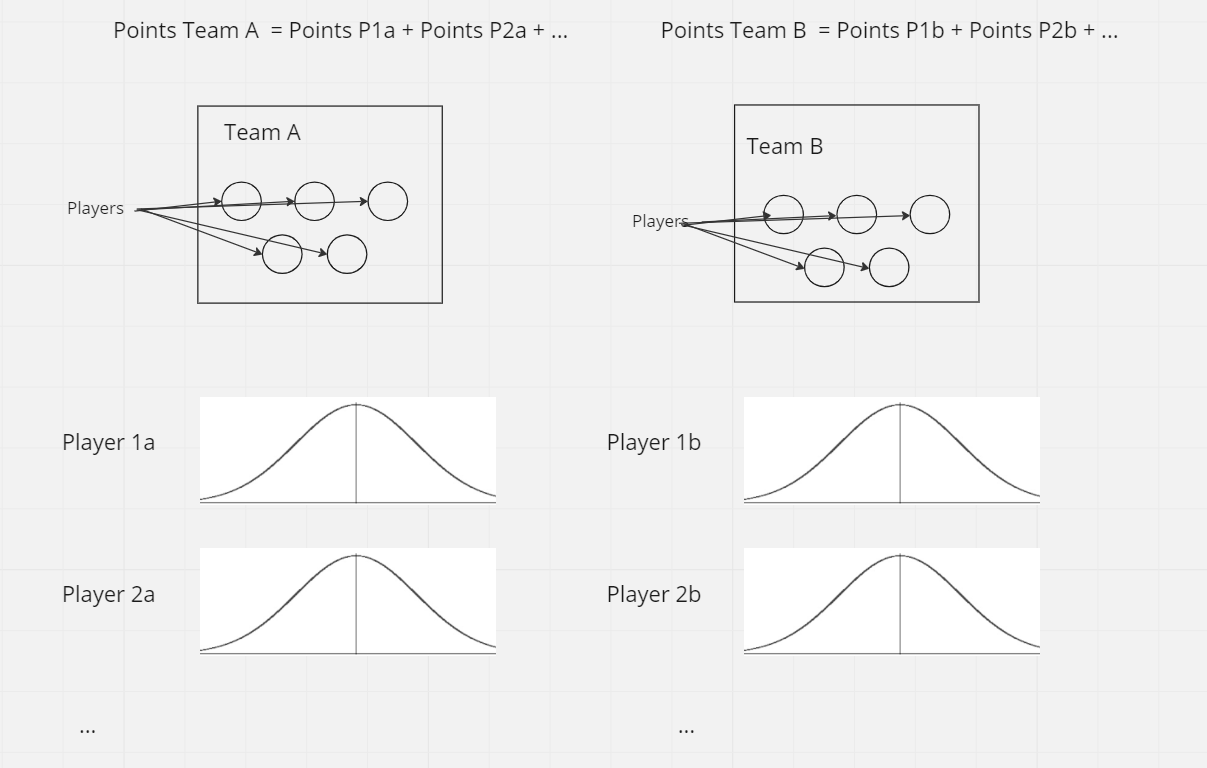 Points Team A = Points P1a + Points P2a + ...
Points Team B = Points P1b + Points P2b + ...
Team A
Team B
Players
Players
Player 1a
Player 1b
Player 2a
Player 2b
...
...